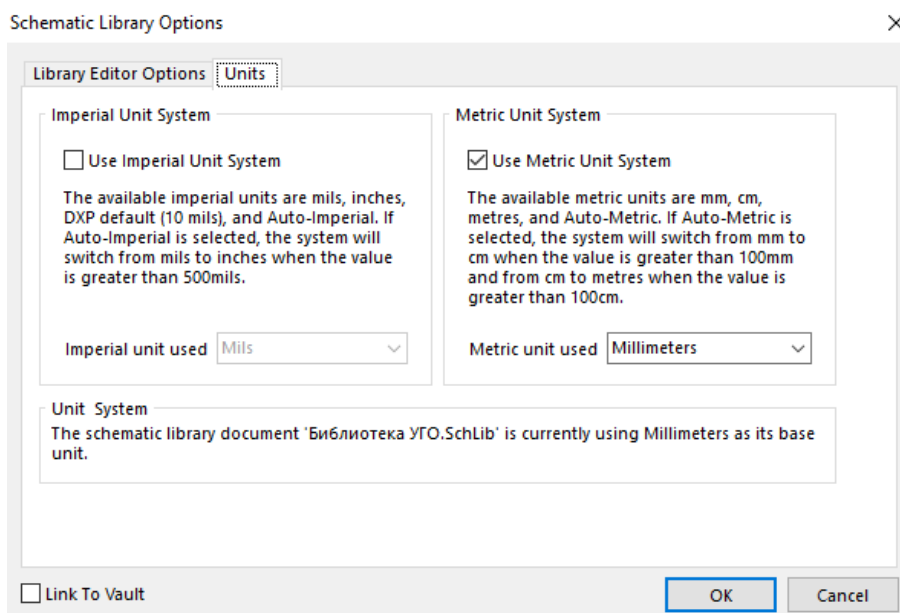 Schematic Library Options
Library Editor Options Units
Imperial Unit System
Use Imperial Unit System
The available imperial units are mils, inches,
DXP default (10 mils), and Auto-Imperial. If
Auto-Imperial is selected, the system will
switch from mils to inches when the value
is greater than 500mils.
Imperial unit used Mils
Metric Unit System
Use Metric Unit System
The available metric units are mm, cm,
metres, and Auto-Metric. If Auto-Metric is
selected, the system will switch from mm to
cm when the value is greater than 100mm
and from cm to metres when the value is
greater than 100cm.
Metric unit used Millimeters
Unit System
The schematic library document 'Библиотека УГО.SchLib' is currently using Millimeters as its base
unit.
Link To Vault
OK Cancel